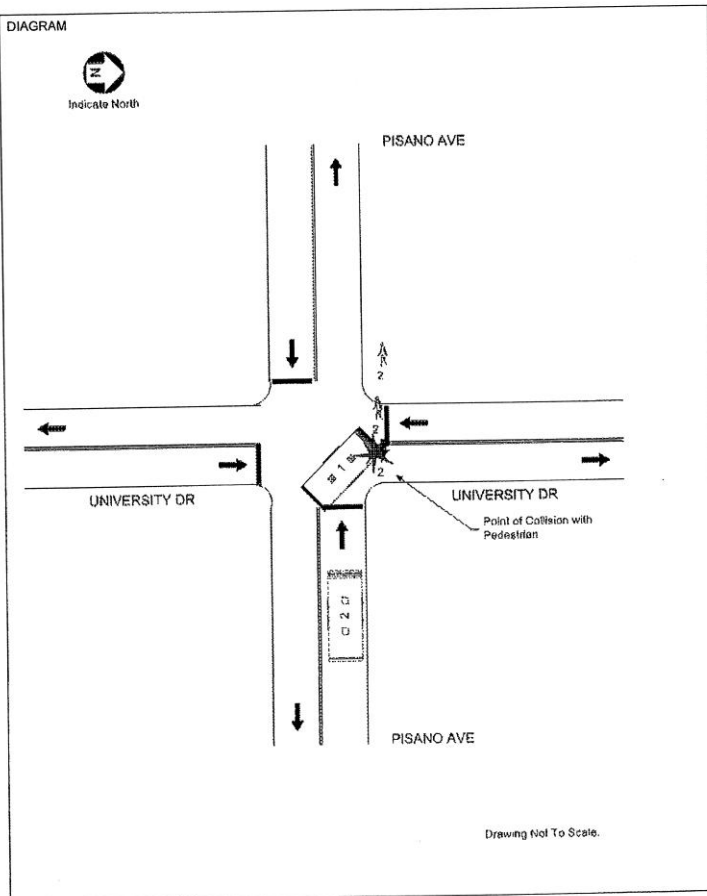 DIAGRAM
N
Indicate North
PISANO AVE
2
2
1
2
UNIVERSITY DR
UNIVERSITY DR
Point of Collision with
Pedestrian
2
PISANO AVE
Drawing Not To Scale.